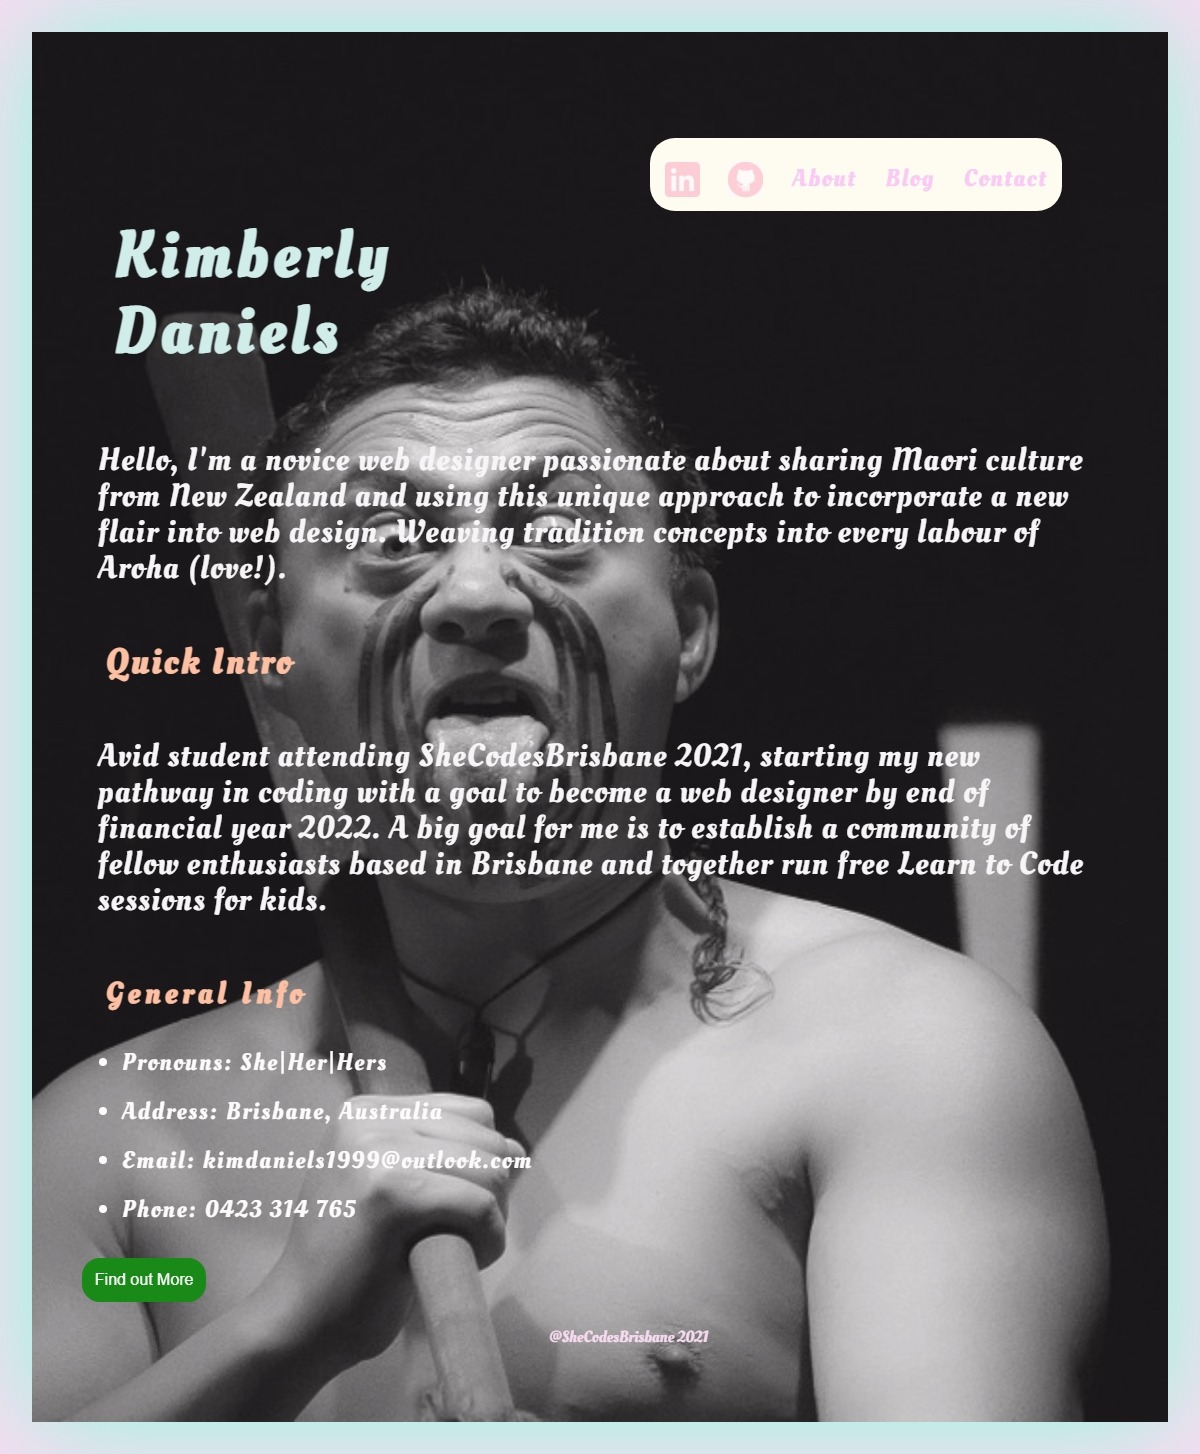 in
About Blog Contact
Kimberly
Daniels
Hello, I'm a novice web designer passionate about sharing Maori culture
from New Zealand and using this unique approach to incorporate a new
flair into web design. Weaving tradition concepts into every labour of
Aroha (love!).
Quick Intro
Avid student attending SheCodesBrisbane 2021, starting my new
pathway in coding with a goal to become a web designer by end of
financial year 2022. A big goal for me is to establish a community of
fellow enthusiasts based in Brisbane and together run free Learn to Code
sessions for kids.
General Info
• Pronouns: She|Her|Hers
• Address: Brisbane, Australia
• Email: kimdaniels1999@outlook.com
• Phone: 0423 314 765
Find out More
@SheCodesBrisbane 2021